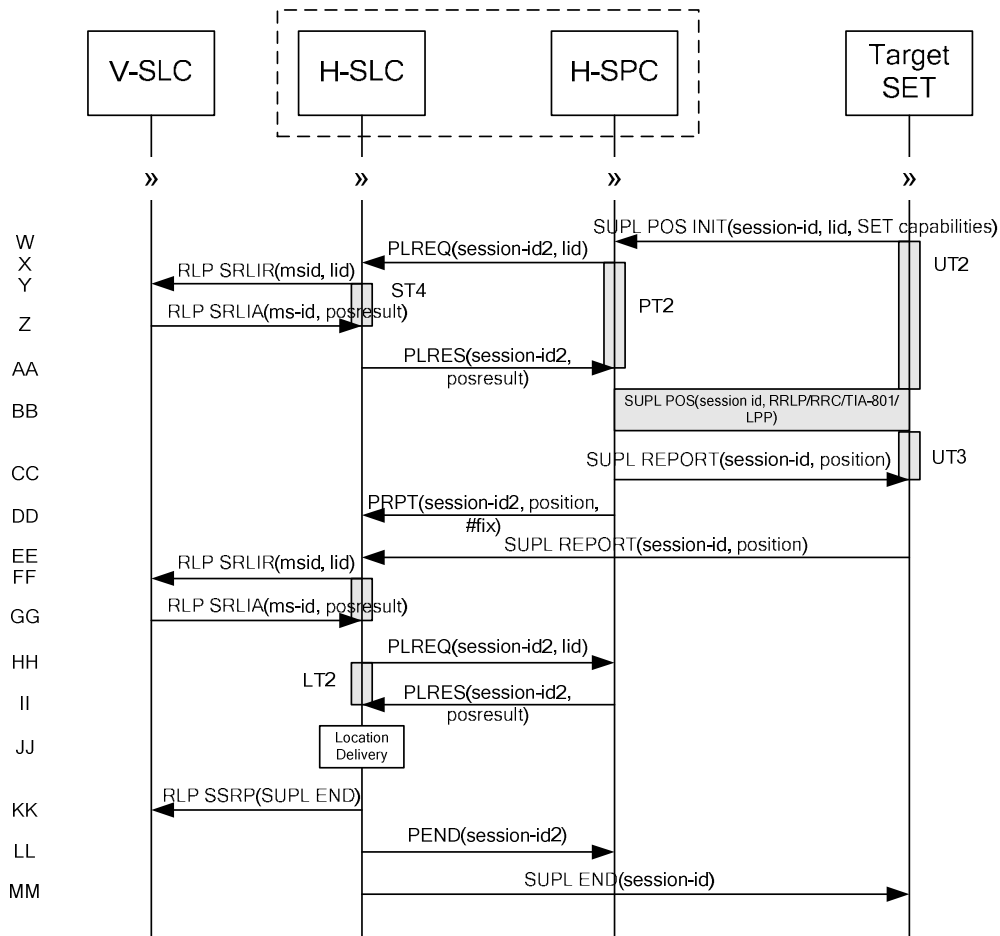 V-SLC
H-SLC
H-SPC
Target
SET
»
»
»
»
W
SUPL POS INIT(session-id, lid, SET capabilities)
X
PLREQ(session-id2, lid)
UT2
Y
RLP SRLIR(msid, lid)
ST4
PT2
Z
RLP SRLIA(ms-id, posresult)
AA
PLRES(session-id2,
posresult)
BB
SUPL POS(session id, RRLP/RRC/TIA-801/
LPP)
CC
SUPL REPORT(session-id, position)
UT3
DD
PRPT(session-id2, position,
#fix)
EE
SUPL REPORT(session-id, position)
FF
RLP SRLIR(msid, lid)
GG
RLP SRLIA(ms-id, posresult)
HH
PLREQ(session-id2, lid)
LT2
II
PLRES(session-id2,
posresult)
JJ
Location
Delivery
KK
RLP SSRP(SUPL END)
LL
PEND(session-id2)
MM
SUPL END(session-id)